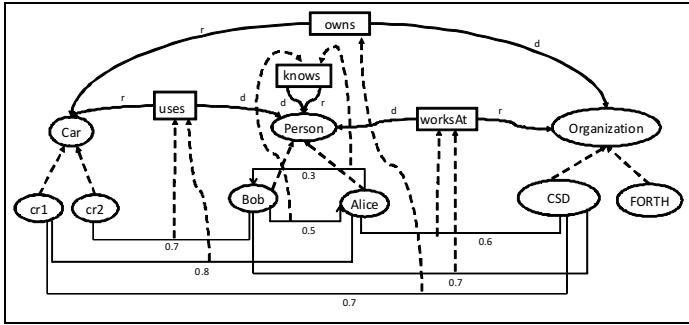 owns
r
d
knows
r
uses
d
d
r
d
worksAt
r
Car
Person
Organization
0.3
cr1
cr2
Bob
Alice
CSD
FORTH
0.5
0.7
0.6
0.8
0.7
0.7